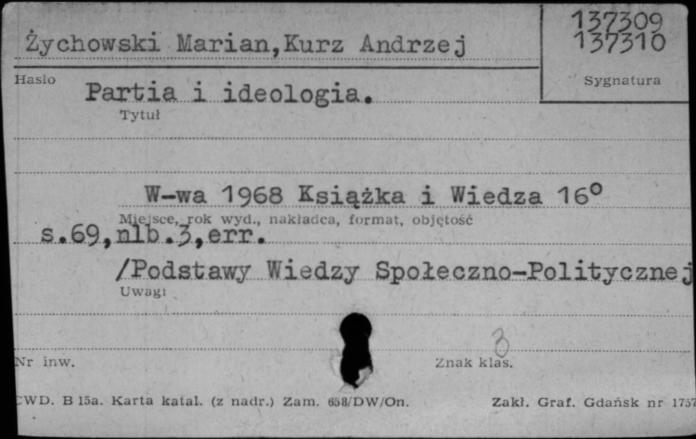 137309
Żychowski Marian,Kurz Andrzej
137310
Hasło
Sygnatura
Partia i ideologia.
Tytuł
W-wa 1968 Książka i Wiedza 16°
Miejsce, rok wyd., nakładca, format, objętość
s.69,nlb.3,err.
/Podstawy Wiedzy Społeczno-Politycznej
Uwagi
3
Nr inw.
Znak klas.
CWD. B 15a. Karta katal. (z nadr.) Zam. 658/DW/On.
Zakł. Graf. Gdańsk nr 1757